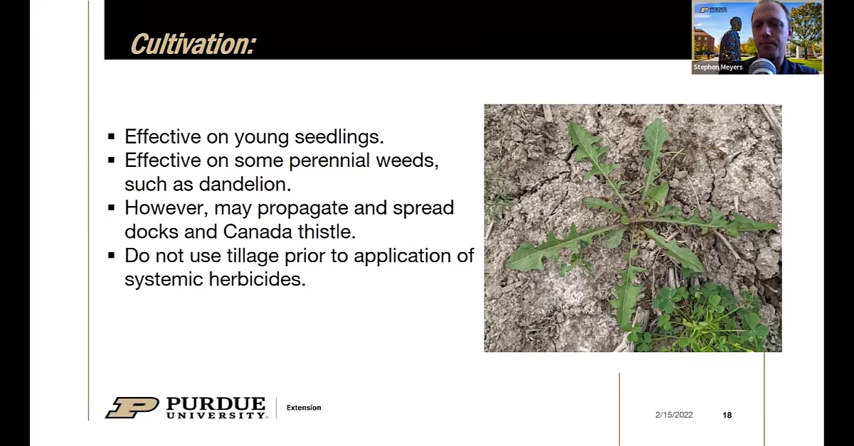 Cultivation:
PURDUE
UNIVERSITY
Stephen Meyers
▪ Effective on young seedlings.
▪ Effective on some perennial weeds,
such as dandelion.
▪ However, may propagate and spread
docks and Canada thistle.
▪ Do not use tillage prior to application of
systemic herbicides.
PURDUE
UNIVERSITY®
Extension
2/15/2022
18